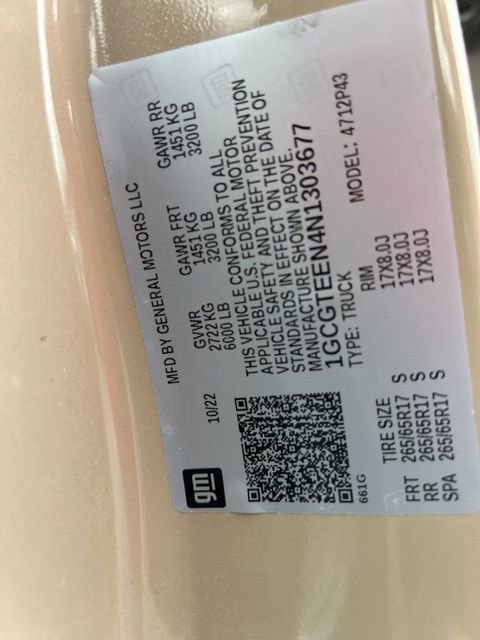 gm
MFD BY GENERAL MOTORS LLC
10/22
GVWR GAWR FRT GAWR RR
2722 KG 1451 KG 1451 KG
6000 LB 3200 LB 3200 LB
THIS VEHICLE CONFORMS TO ALL
APPLICABLE U.S. FEDERAL MOTOR
VEHICLE SAFETY AND THEFT PREVENTION
STANDARDS IN EFFECT ON THE DATE OF
MANUFACTURE SHOWN ABOVE.
1GCGTEEN4N1303677
TYPE: TRUCK MODEL: 4712P43
661G
TIRE SIZE RIM
FRT 265/65R17 S 17X8.0J
RR 265/65R17 S 17X8.0J
SPA 265/65R17 S 17X8.0J